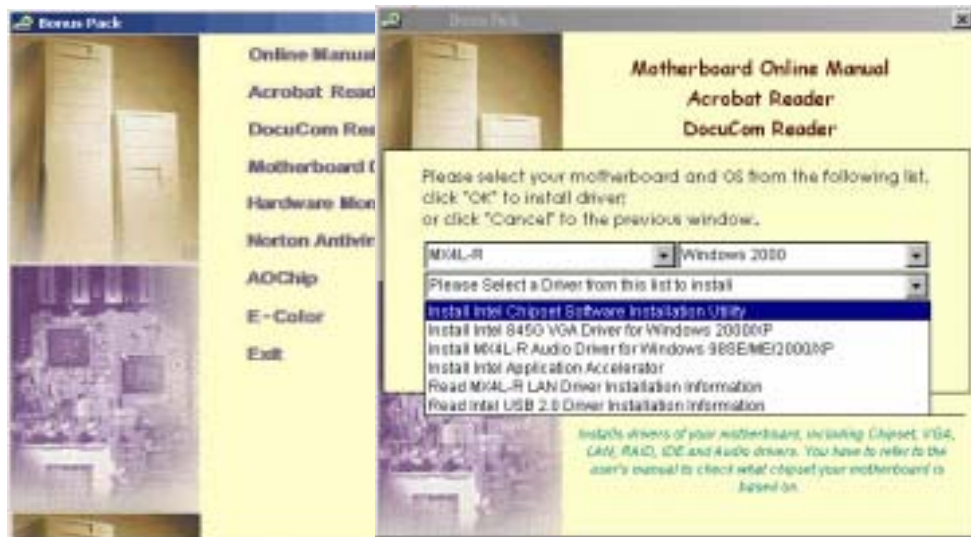 Bonus Pack
Online Manual
Acrobat Read
DocuCom Rea
Motherboard
Hardware Mon
Norton Antivir
AOChip
E-Color
Exit
Bonus Pack
Motherboard Online Manual
Acrobat Reader
DocuCom Reader
Please select your motherboard and OS from the following list,
click "OK" to install driver;
or click "Cancel" to the previous window..
MX4L-R
Windows 2000
Please Select a Driver from this list to install
Install Intel Chipset Software Installation Utility
Install Intel 845G VGA Driver for Windows 2000/XP
Install MX4L-R Audio Driver for Windows 98SE/ME/2000/XP
Install Intel Application Accelerator
Read MX4L-R LAN Driver Installation Information
Read Intel USB 2.0 Driver Installation Information
Installs drivers of your motherboard, including Chipset, VGA,
LAN, RAID, IDE and Audio drivers. You have to refer to the
user's manual to check what chipset your motherboard is
based on.